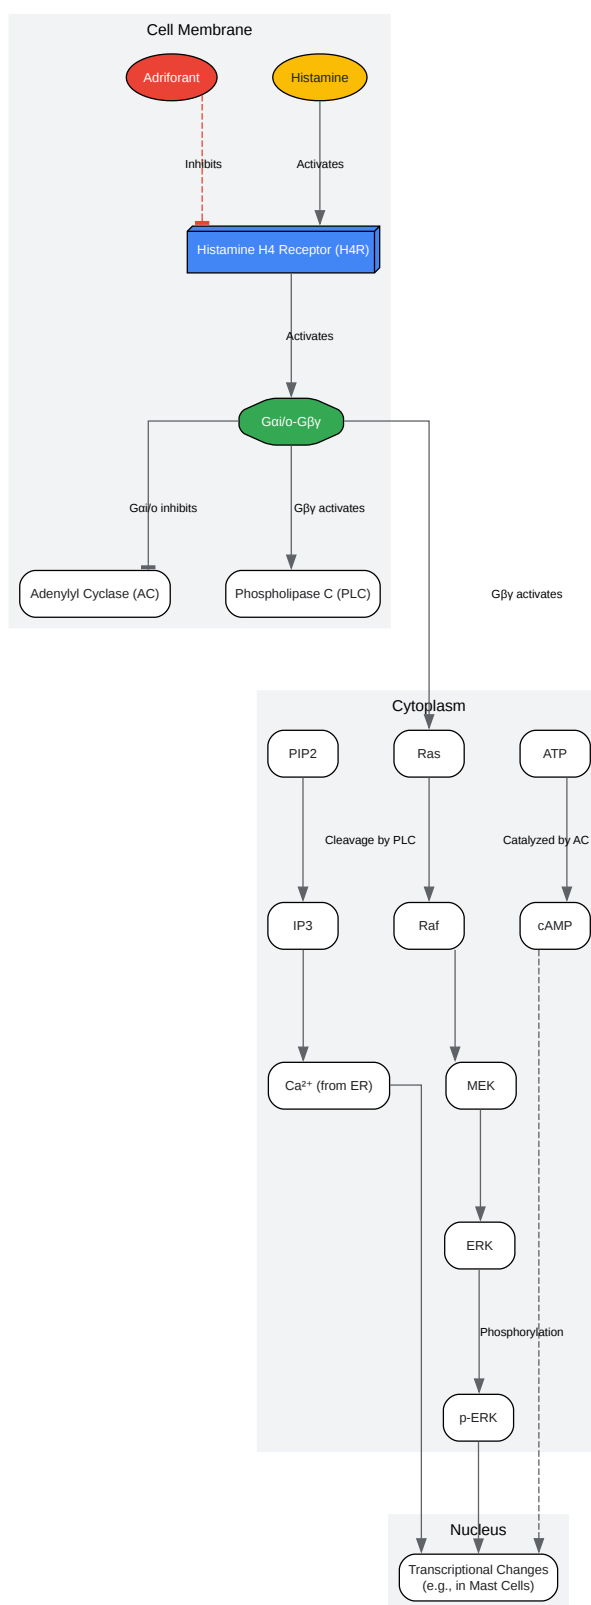 Cell Membrane
Adriforant
Histamine
Inhibits
Activates
Histamine H4 Receptor (H4R)
Activates
Gαi/o-Gβγ
Gαi/o inhibits
Gβγ activates
Adenylyl Cyclase (AC)
Phospholipase C (PLC)
Gβγ activates
Cytoplasm
PIP2
Ras
ATP
Cleavage by PLC
Catalyzed by AC
IP3
Raf
cAMP
Ca²⁺ (from ER)
MEK
ERK
Phosphorylation
p-ERK
Nucleus
Transcriptional Changes
(e.g., in Mast Cells)